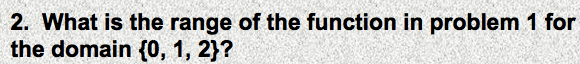 2.  What is the range of the function in problem 1 for
the domain {0, 1, 2}?